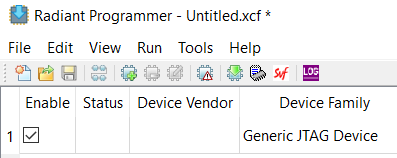 Radiant Programmer - Untitled.xcf *
File Edit View Run Tools Help
Svf LOG
Enable Status Device Vendor Device Family
1 Generic JTAG Device